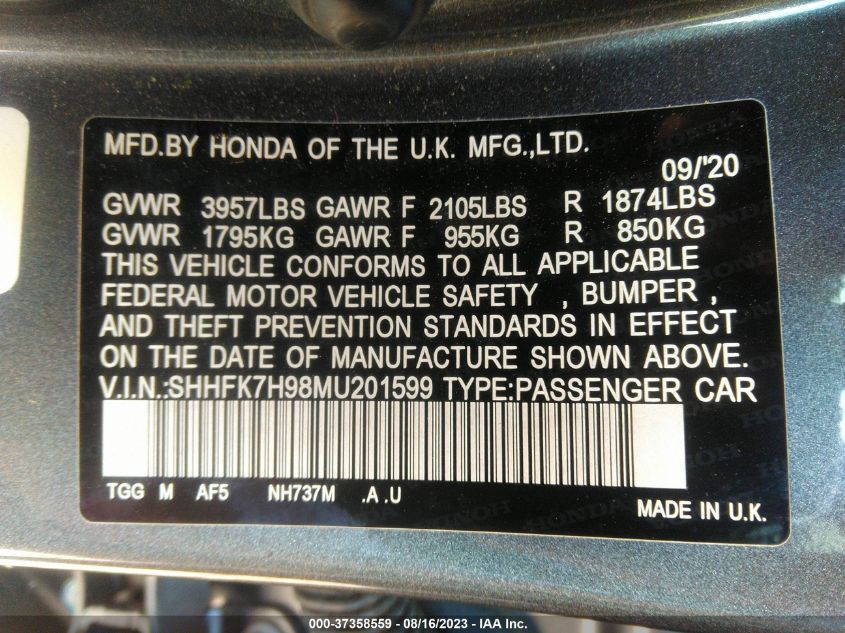 MFD.BY HONDA OF THE U.K. MFG.,LTD.
09/'20
GVWR 3957LBS GAWR F 2105LBS R 1874LBS
GVWR 1795KG GAWR F 955KG R 850KG
THIS VEHICLE CONFORMS TO ALL APPLICABLE
FEDERAL MOTOR VEHICLE SAFETY , BUMPER ,
AND THEFT PREVENTION STANDARDS IN EFFECT
ON THE DATE OF MANUFACTURE SHOWN ABOVE.
V.I.N.:SHHFK7H98MU201599 TYPE:PASSENGER CAR
TGG M AF5 NH737M .A .U
MADE IN U.K.
000-37358559 - 08/16/2023 - IAA Inc.